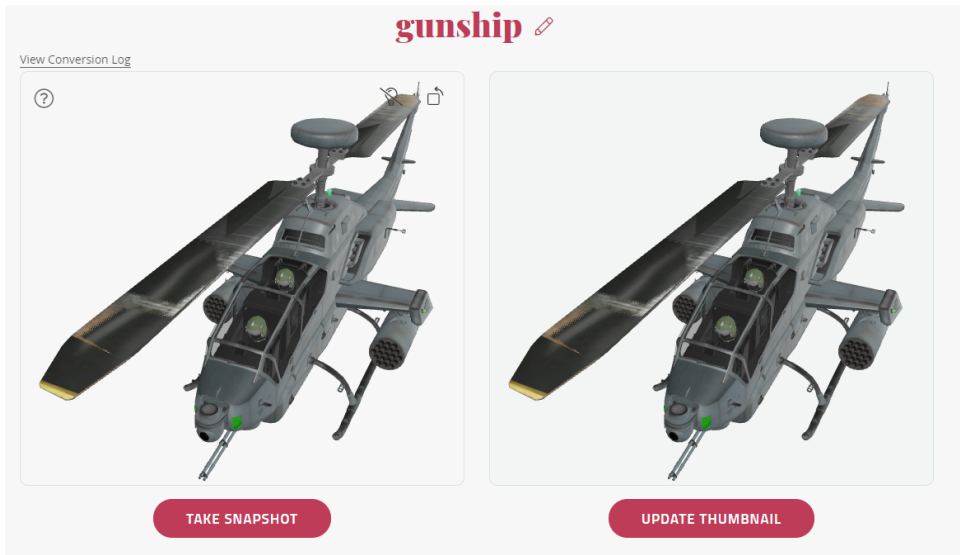 gunship
View Conversion Log
?
TAKE SNAPSHOT
UPDATE THUMBNAIL